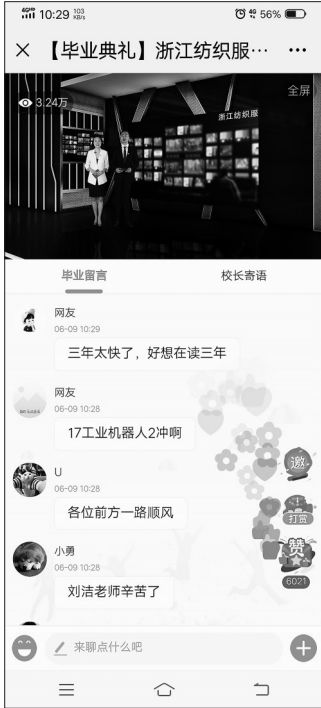 4G HD 10:29 103 KB/s 4G 56%
【毕业典礼】浙江纺织服…
3.24万
全屏
浙江纺织服
毕业留言 校长寄语
网友
06-09 10:29
三年太快了，好想在读三年
网友
06-09 10:28
17工业机器人2冲啊
邀
U
06-09 10:28
各位前方一路顺风
打赏
赞
小勇
06-09 10:28
6021
刘洁老师辛苦了
来聊点什么吧